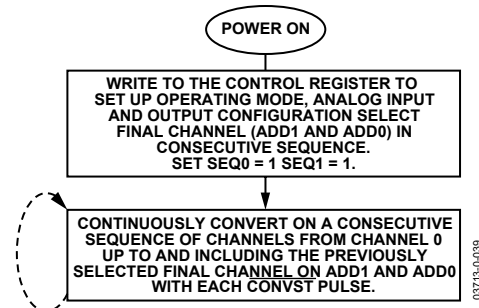 POWER ON
WRITE TO THE CONTROL REGISTER TO
SET UP OPERATING MODE, ANALOG INPUT
AND OUTPUT CONFIGURATION SELECT
FINAL CHANNEL (ADD1 AND ADD0) IN
CONSECUTIVE SEQUENCE.
SET SEQ0 = 1 SEQ1 = 1.
CONTINUOUSLY CONVERT ON A CONSECUTIVE
SEQUENCE OF CHANNELS FROM CHANNEL 0
UP TO AND INCLUDING THE PREVIOUSLY
SELECTED FINAL CHANNEL ON ADD1 AND ADD0
WITH EACH CONVST PULSE.
03713-0-039